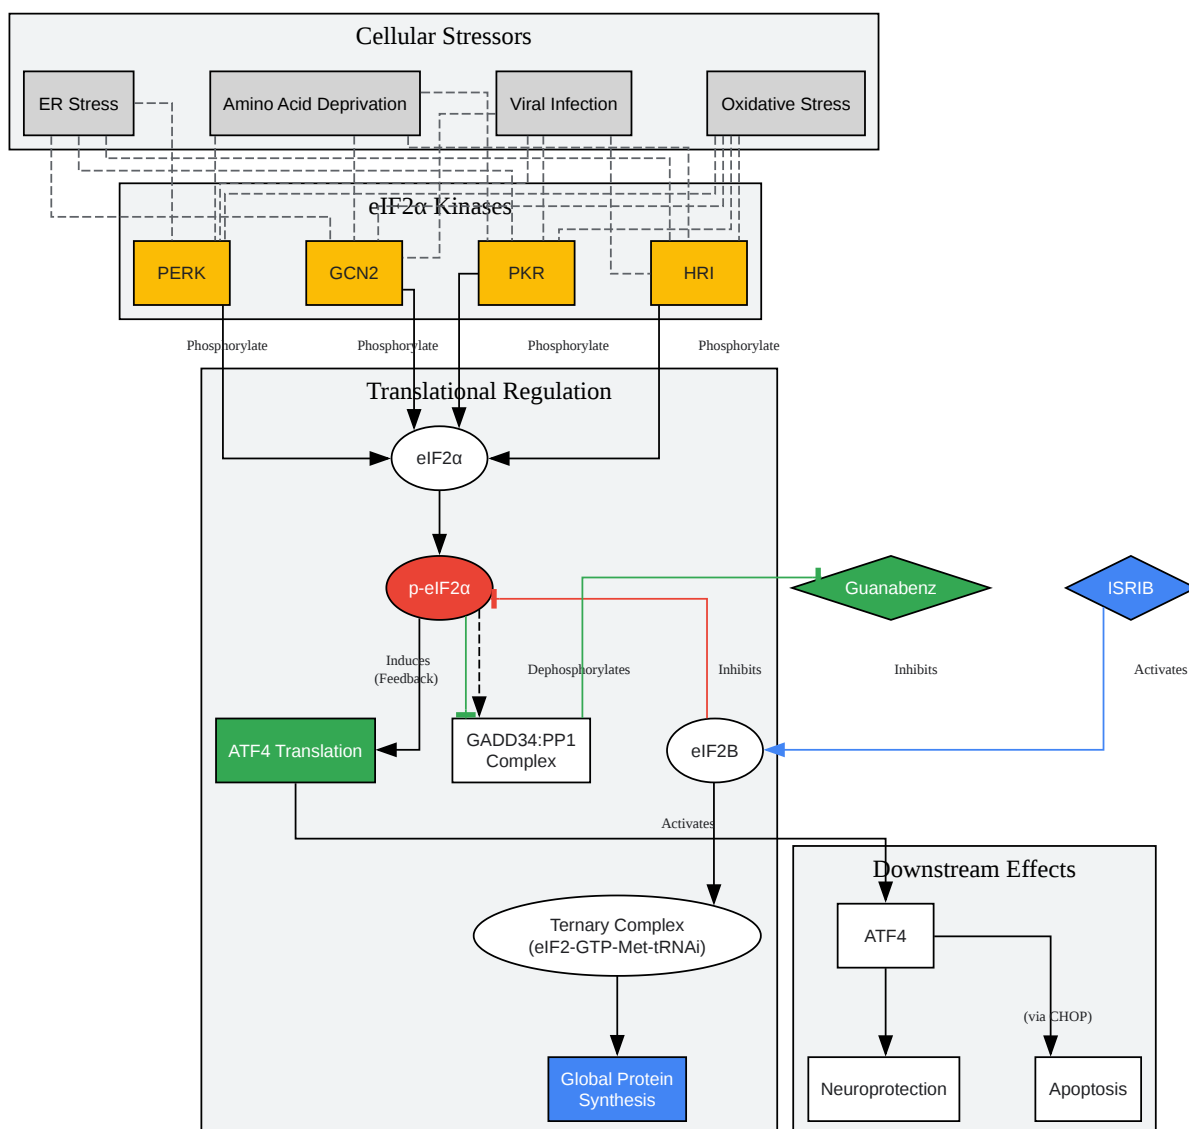 Cellular Stressors
ER Stress
Amino Acid Deprivation
Viral Infection
Oxidative Stress
eIF2α Kinases
PERK
GCN2
PKR
HRI
Phosphorylate
Phosphorylate
Phosphorylate
Phosphorylate
Translational Regulation
eIF2α
p-eIF2α
Guanabenz
ISRIB
Induces
(Feedback)
Dephosphorylates
Inhibits
Inhibits
Activates
ATF4 Translation
GADD34:PP1
Complex
eIF2B
Activates
Downstream Effects
Ternary Complex
(eIF2-GTP-Met-tRNAi)
ATF4
(via CHOP)
Global Protein
Synthesis
Neuroprotection
Apoptosis